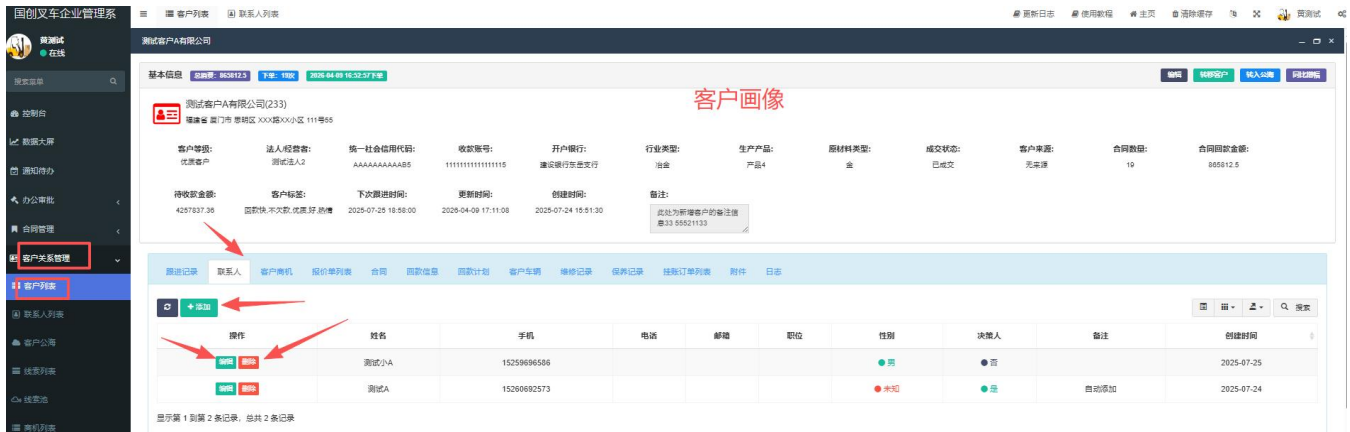 国创叉车企业管理系
客户列表 联系人列表
更新日志 使用教程 主页 清除缓存 黄测试
黄测试
在线
测试客户A有限公司
搜索菜单
基本信息 总消费: 865812.5 下单: 19次 2026-04-09 16:52:57下单
编辑 转移客户 转入公海 同比增幅
客户画像
测试客户A有限公司(233)
福建省 厦门市 思明区 XXX路XX小区 111号55
控制台
数据大屏
通知待办
办公审批
合同管理
客户关系管理
客户列表
联系人列表
客户公海
线索列表
线索池
商机列表
客户等级: 法人/经营者: 统一社会信用代码: 收款账号: 开户银行: 行业类型: 生产产品: 原材料类型: 成交状态: 客户来源: 合同数量: 合同回款金额:
优质客户 测试法人2 AAAAAAAAAAB5 1111111111111115 建设银行东岳支行 冶金 产品4 金 已成交 无来源 19 865812.5
待收款金额: 客户标签: 下次跟进时间: 更新时间: 创建时间: 备注:
4257837.36 回款快,不欠款,优质,好,热情 2025-07-25 18:58:00 2026-04-09 17:11:08 2025-07-24 15:51:30
此处为新增客户的备注信
息33 55521133
跟进记录 联系人 客户商机 报价单列表 合同 回款信息 回款计划 客户车辆 维修记录 保养记录 挂账订单列表 附件 日志
添加
搜索
操作 姓名 手机 电话 邮箱 职位 性别 决策人 备注 创建时间
编辑 删除 测试小A 15259696586 男 否 2025-07-25
编辑 删除 测试A 15260692573 未知 是 自动添加 2025-07-24
显示第 1 到第 2 条记录，总共 2 条记录